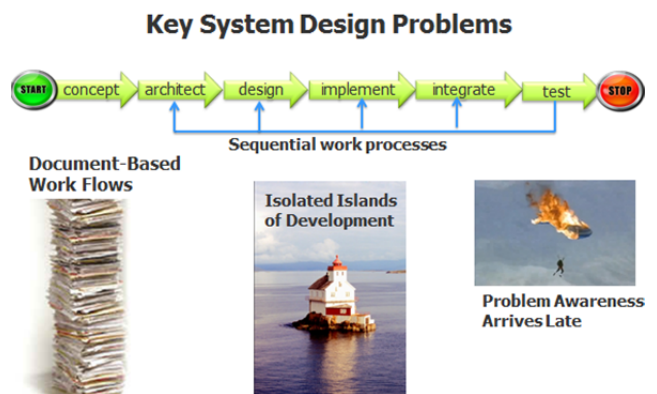 Key System Design Problems
START concept architect design implement integrate test STOP
Sequential work processes
Document-Based
Work Flows
Isolated Islands
of Development
Problem Awareness
Arrives Late